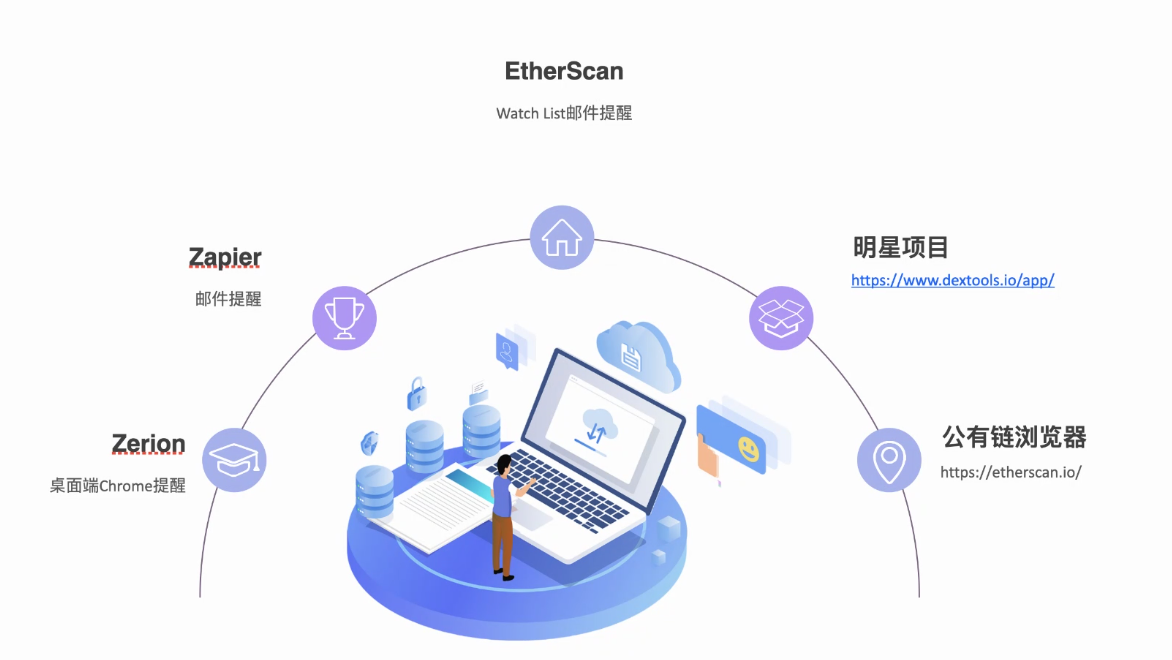 EtherScan
Watch List邮件提醒
Zapier
邮件提醒
明星项目
https://www.dextools.io/app/
Zerion
桌面端Chrome提醒
公有链浏览器
https://etherscan.io/